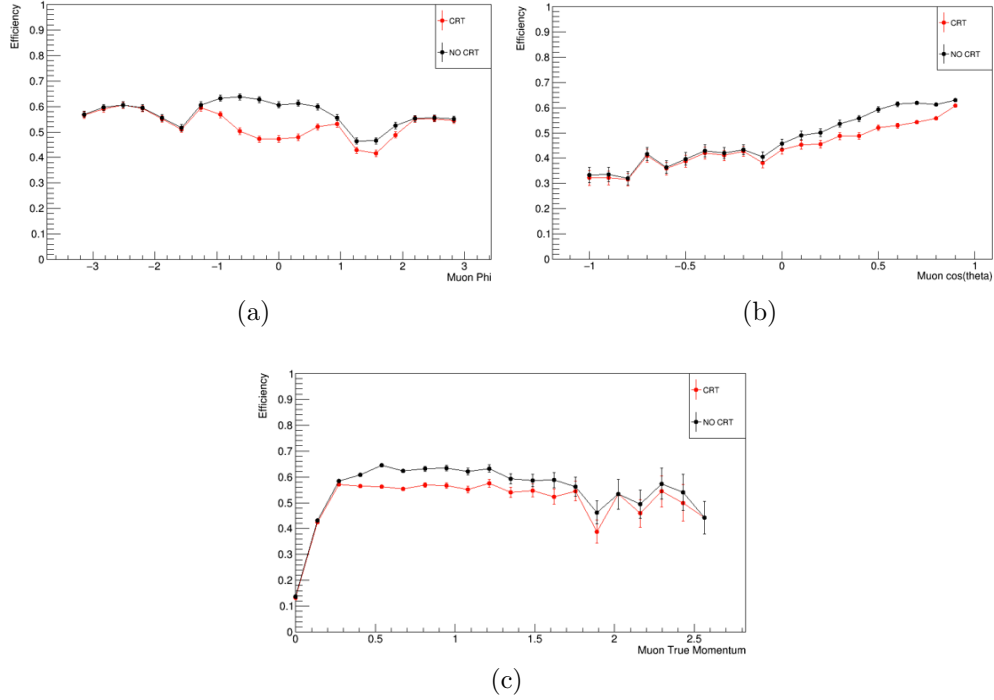 Efficiency
1
0.9
0.8
0.7
0.6
0.5
0.4
0.3
0.2
0.1
0
CRT
NO CRT
−3 −2 −1 0 1 2 3
Muon Phi
(a)
Efficiency
1
0.9
0.8
0.7
0.6
0.5
0.4
0.3
0.2
0.1
0
CRT
NO CRT
−1 −0.5 0 0.5 1
Muon cos(theta)
(b)
Efficiency
1
0.9
0.8
0.7
0.6
0.5
0.4
0.3
0.2
0.1
0
CRT
NO CRT
0 0.5 1 1.5 2 2.5
Muon True Momentum
(c)